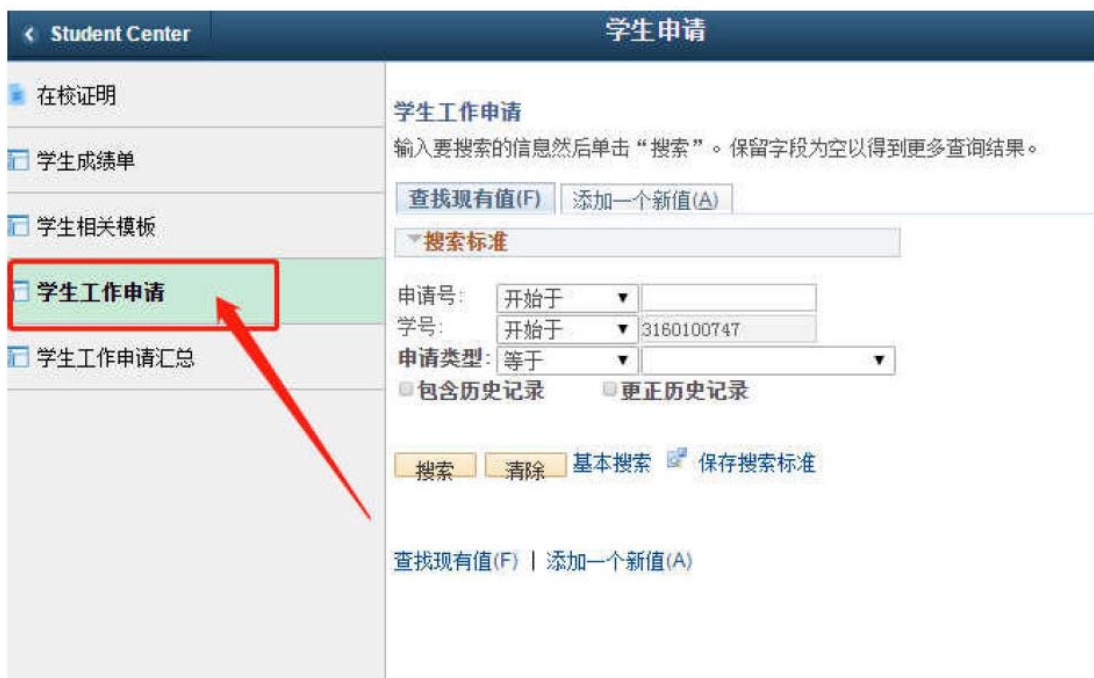 Student Center
学生申请
在校证明
学生成绩单
学生相关模板
学生工作申请
学生工作申请汇总
学生工作申请
输入要搜索的信息然后单击“搜索”。保留字段为空以得到更多查询结果。
查找现有值(F) 添加一个新值(A)
搜索标准
申请号: 开始于
学号: 开始于 3160100747
申请类型: 等于
包含历史记录 更正历史记录
搜索 清除 基本搜索 保存搜索标准
查找现有值(F) | 添加一个新值(A)